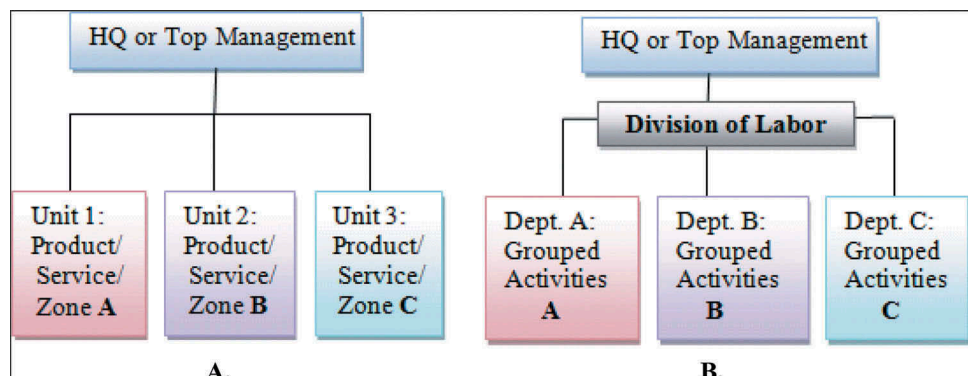 HQ or Top Management
Unit 1:
Product/
Service/
Zone A
Unit 2:
Product/
Service/
Zone B
Unit 3:
Product/
Service/
Zone C
A.
HQ or Top Management
Division of Labor
Dept. A:
Grouped
Activities
A
Dept. B:
Grouped
Activities
B
Dept. C:
Grouped
Activities
C
B.